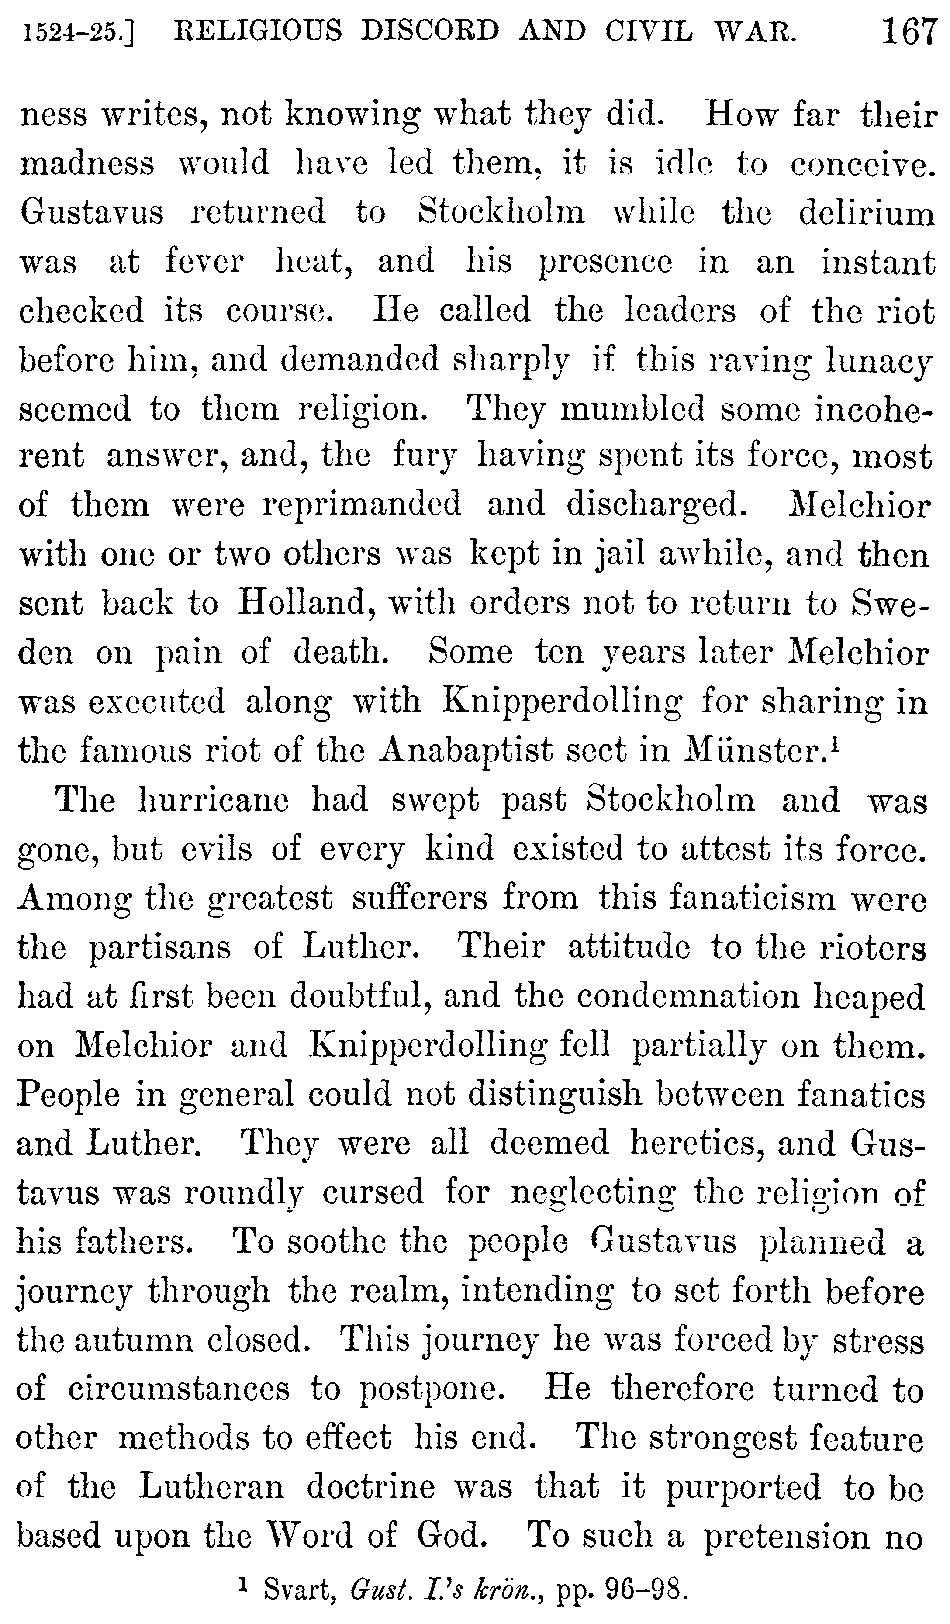 1524-25.] RELIGIOUS DISCORD AND CIVIL WAR. 167
ness writes, not knowing what they did. How far their
madness would have led them, it is idle to conceive.
Gustavus returned to Stockholm while the delirium
was at fever heat, and his presence in an instant
checked its course. He called the leaders of the riot
before him, and demanded sharply if this raving lunacy
seemed to them religion. They mumbled some incohe-
rent answer, and, the fury having spent its force, most
of them were reprimanded and discharged. Melchior
with one or two others was kept in jail awhile, and then
sent back to Holland, with orders not to return to Swe-
den on pain of death. Some ten years later Melchior
was executed along with Knipperdolling for sharing in
the famous riot of the Anabaptist sect in Münster.¹
The hurricane had swept past Stockholm and was
gone, but evils of every kind existed to attest its force.
Among the greatest sufferers from this fanaticism were
the partisans of Luther. Their attitude to the rioters
had at first been doubtful, and the condemnation heaped
on Melchior and Knipperdolling fell partially on them.
People in general could not distinguish between fanatics
and Luther. They were all deemed heretics, and Gus-
tavus was roundly cursed for neglecting the religion of
his fathers. To soothe the people Gustavus planned a
journey through the realm, intending to set forth before
the autumn closed. This journey he was forced by stress
of circumstances to postpone. He therefore turned to
other methods to effect his end. The strongest feature
of the Lutheran doctrine was that it purported to be
based upon the Word of God. To such a pretension no
¹ Svart, Gust. I.'s krön., pp. 96-98.